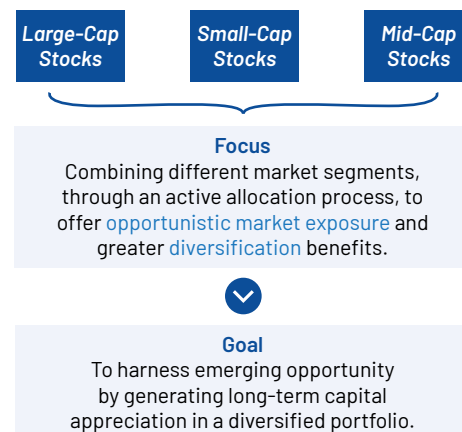 Large-Cap
Stocks
Small-Cap
Stocks
Mid-Cap
Stocks
Focus
Combining different market segments,
through an active allocation process, to
offer opportunistic market exposure and
greater diversification benefits.
Goal
To harness emerging opportunity
by generating long-term capital
appreciation in a diversified portfolio.